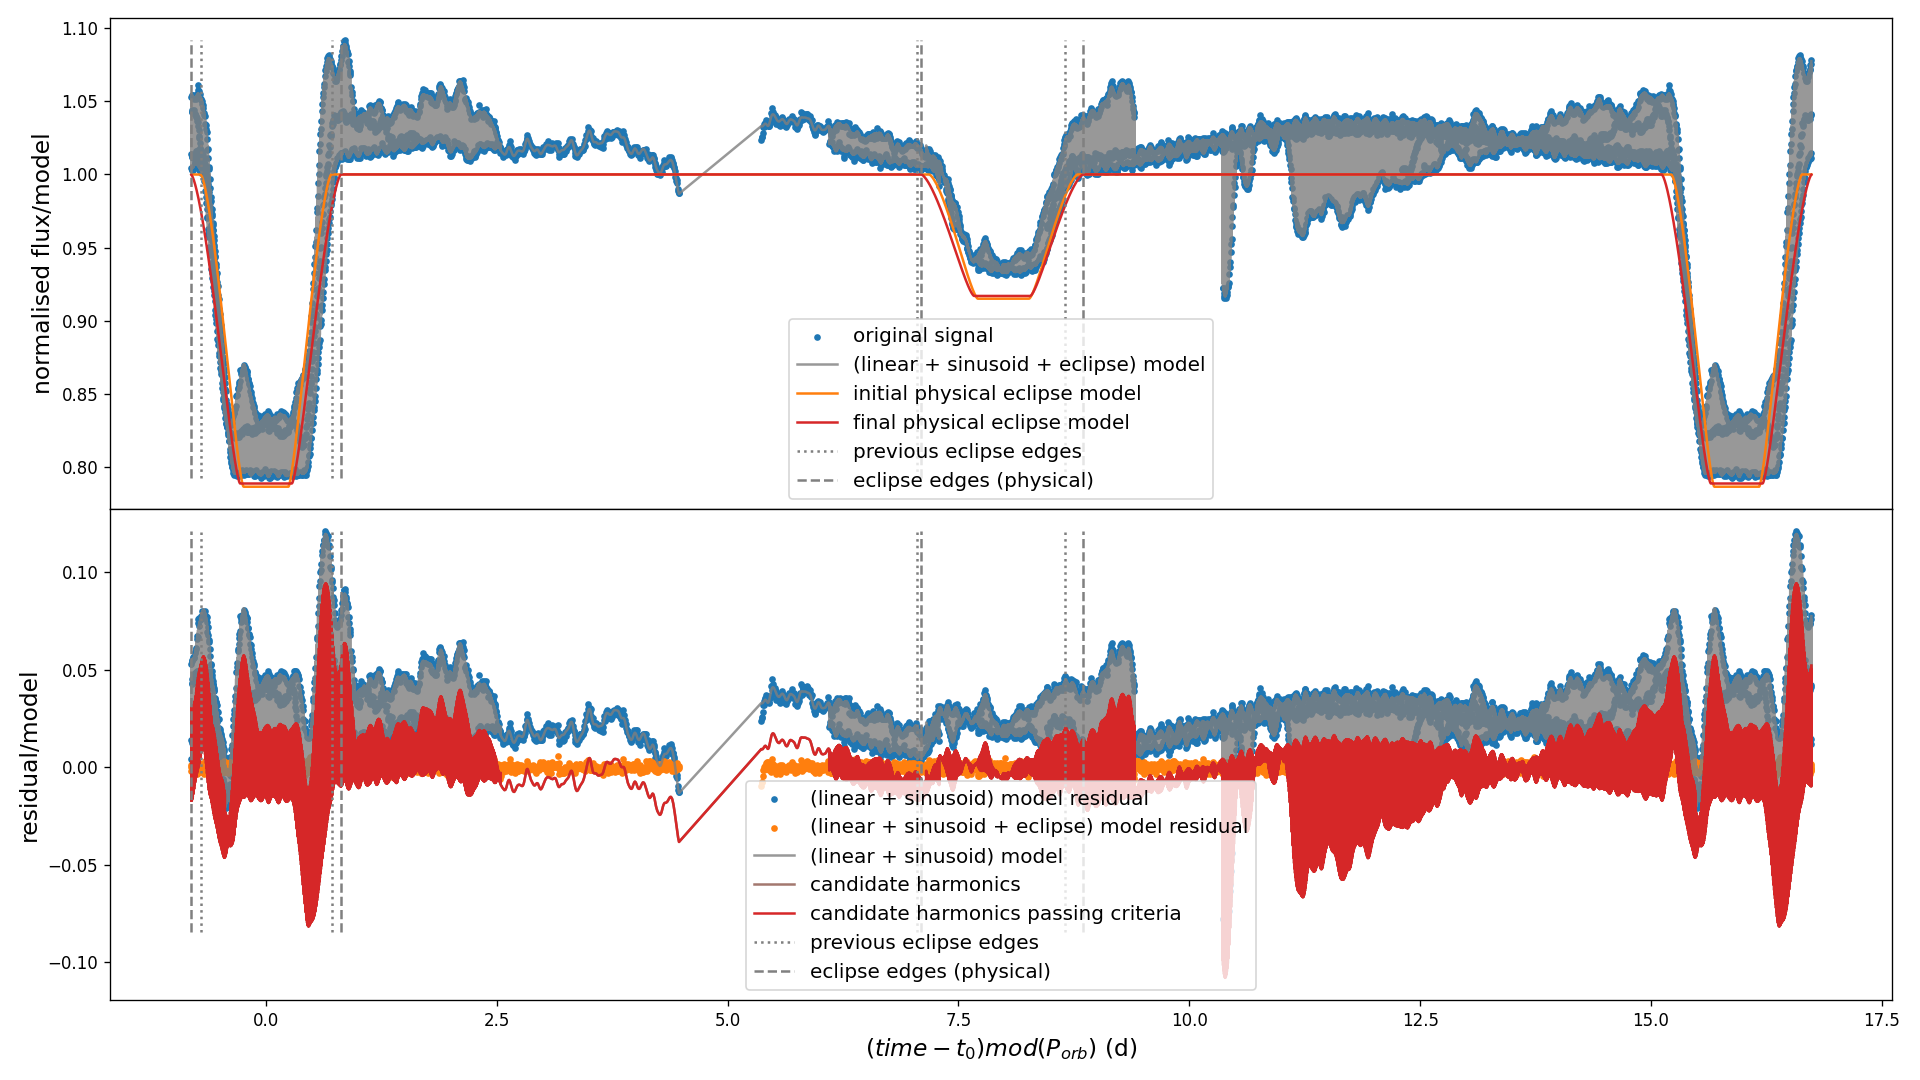 normalised flux/model
1.10
1.05
1.00
0.95
0.90
0.85
0.80
original signal
(linear + sinusoid + eclipse) model
initial physical eclipse model
final physical eclipse model
previous eclipse edges
eclipse edges (physical)
residual/model
0.10
0.05
0.00
−0.05
−0.10
(linear + sinusoid) model residual
(linear + sinusoid + eclipse) model residual
(linear + sinusoid) model
candidate harmonics
candidate harmonics passing criteria
previous eclipse edges
eclipse edges (physical)
0.0 2.5 5.0 7.5 10.0 12.5 15.0 17.5
(time − t₀)mod(Pₒᵣb) (d)